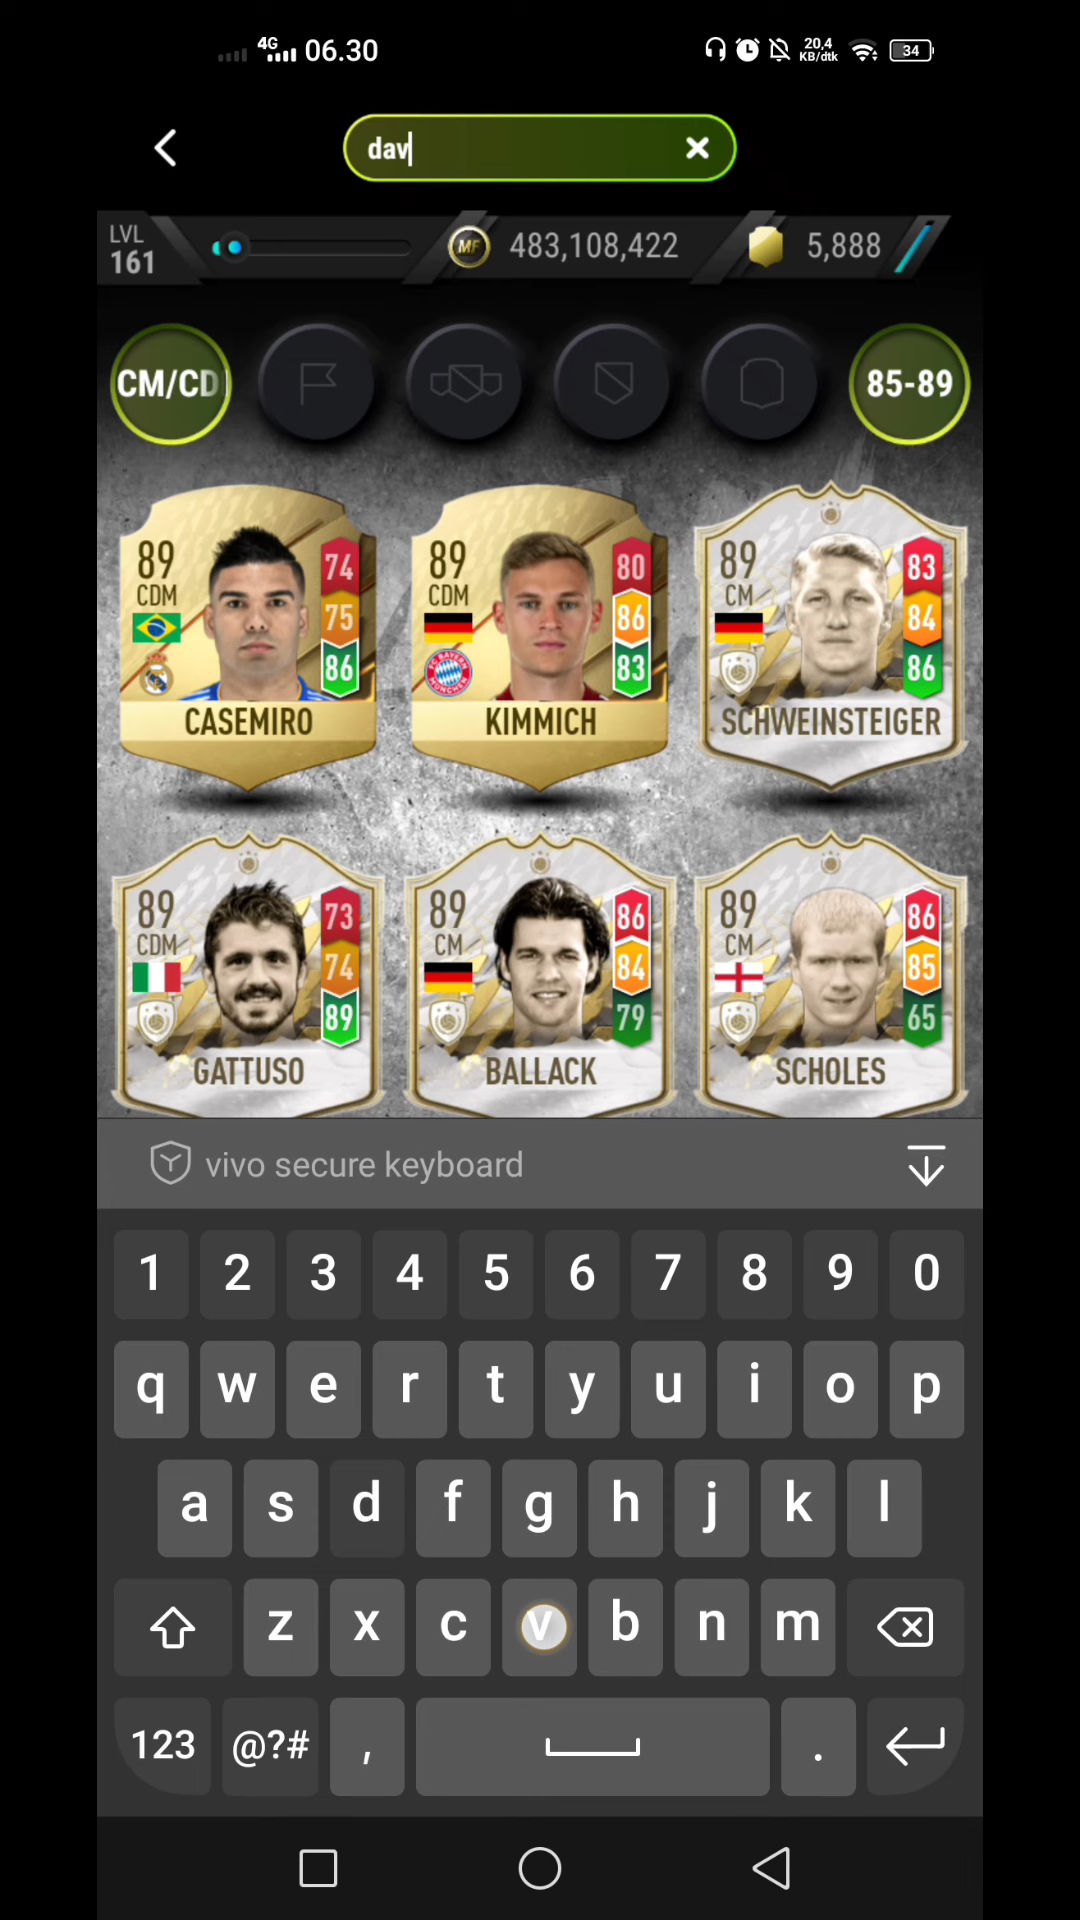 4G 06.30 20,4 KB/dtk 34
dav
LVL
161
MF 483,108,422 5,888
CM/CD 85-89
89 CDM 74 75 86
CASEMIRO
89 CDM 80 86 83
KIMMICH
89 CM 83 84 86
SCHWEINSTEIGER
89 CDM 73 74 89
GATTUSO
89 CM 86 84 79
BALLACK
89 CM 86 85 65
SCHOLES
vivo secure keyboard
1 2 3 4 5 6 7 8 9 0
q w e r t y u i o p
a s d f g h j k l
z x c v b n m
123 @?# , .